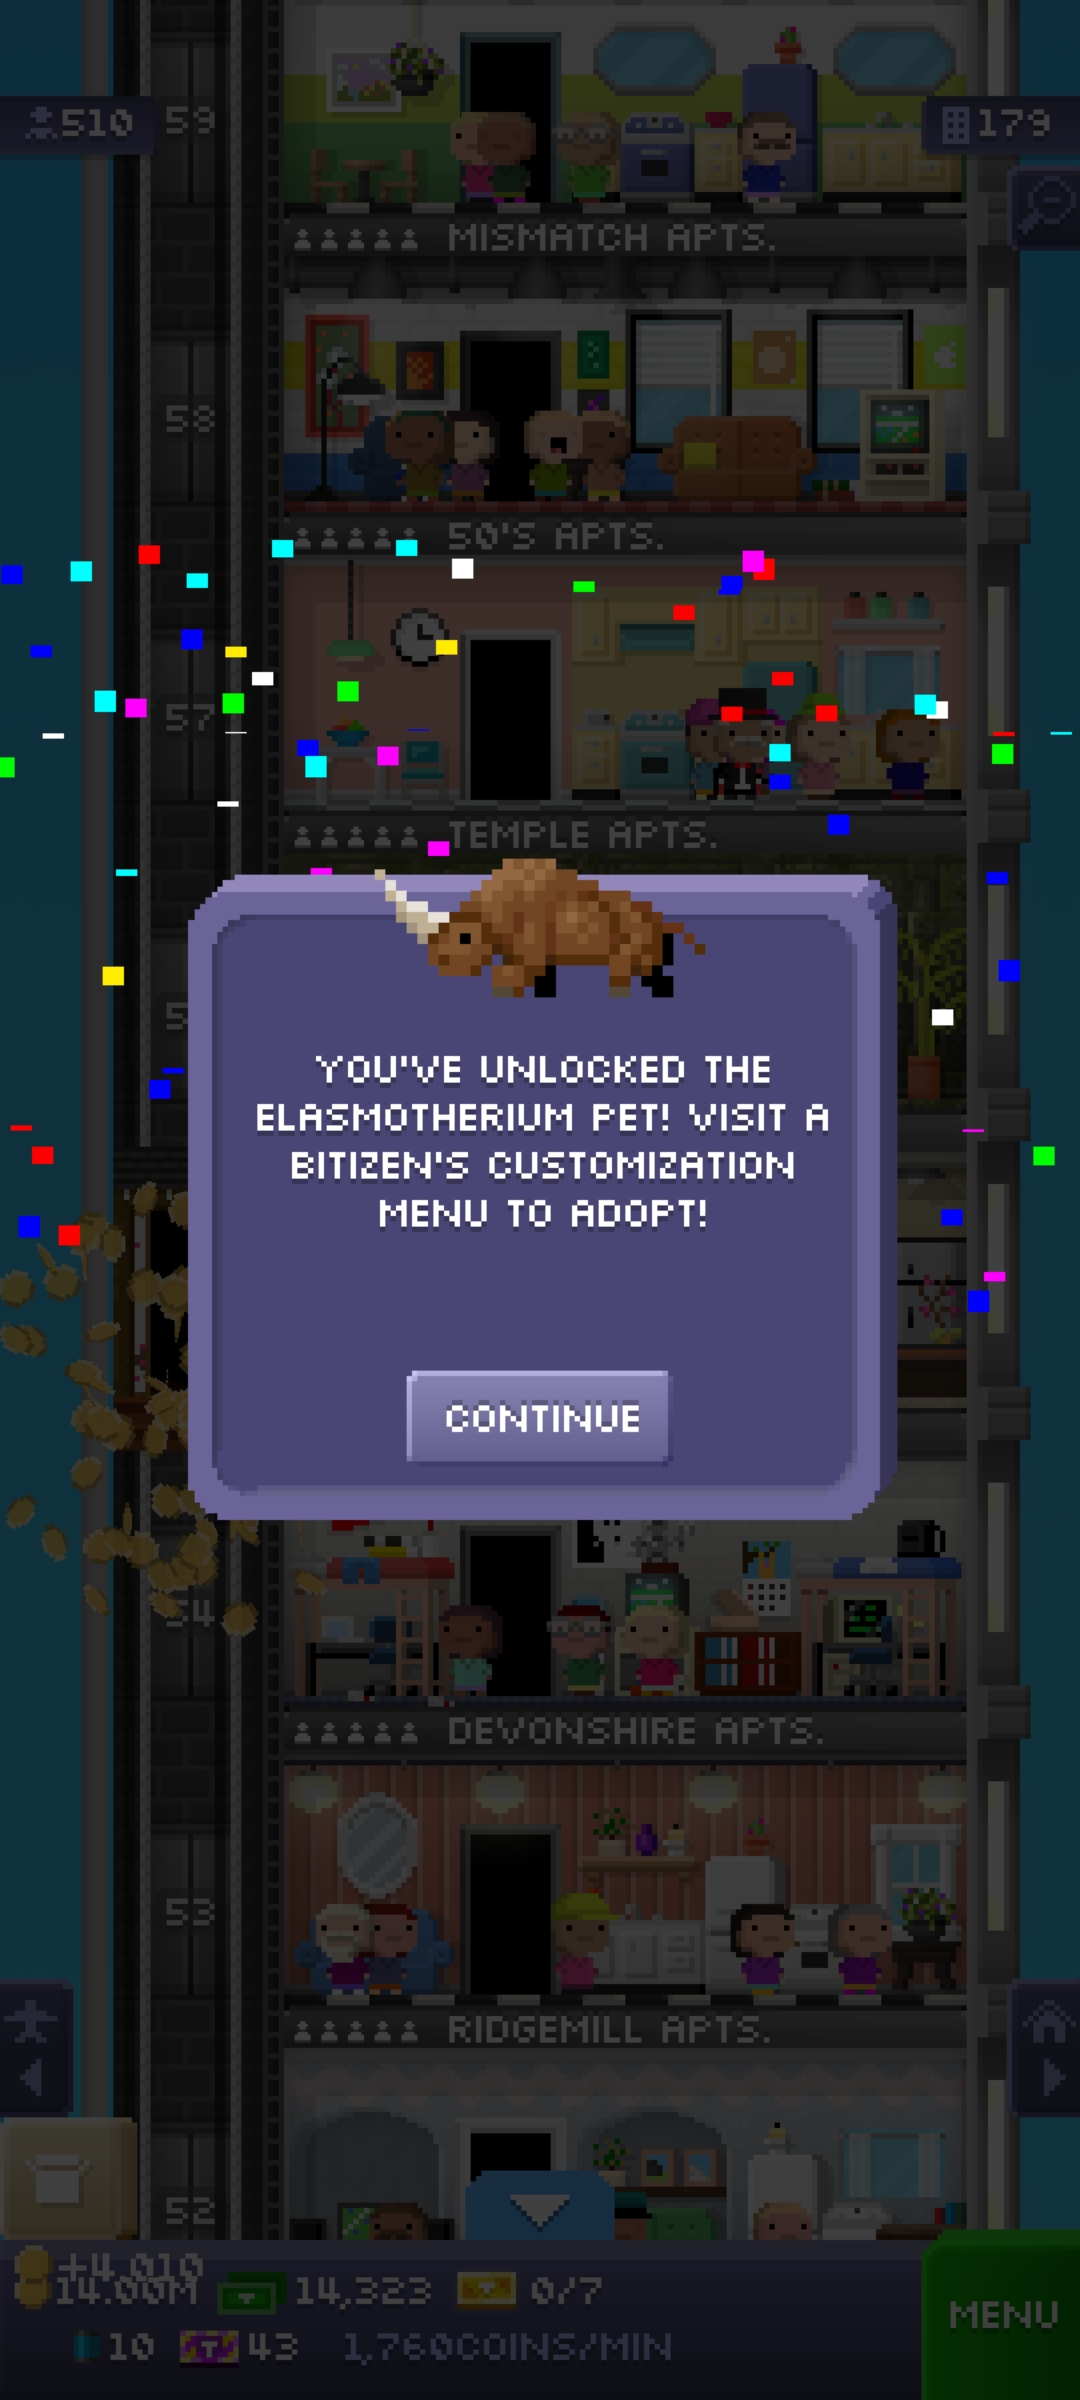 510
59
179
MISMATCH APTS.
58
50'S APTS.
57
TEMPLE APTS.
YOU'VE UNLOCKED THE
ELASMOTHERIUM PET! VISIT A
BITIZEN'S CUSTOMIZATION
MENU TO ADOPT!
CONTINUE
54
DEVONSHIRE APTS.
53
RIDGEMILL APTS.
52
+4,010
14.00M 14,323 0/7
MENU
10 T 43 1,760COINS/MIN